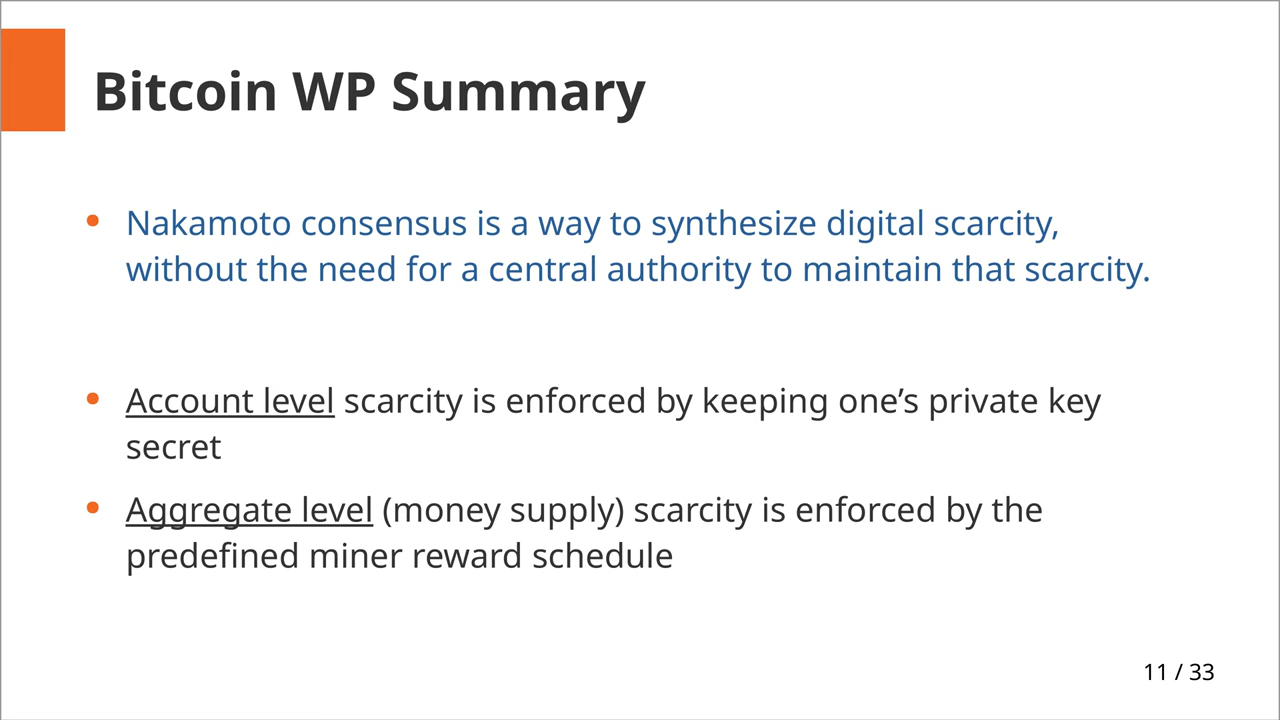 Bitcoin WP Summary
Nakamoto consensus is a way to synthesize digital scarcity,
without the need for a central authority to maintain that scarcity.
Account level scarcity is enforced by keeping one’s private key
secret
Aggregate level (money supply) scarcity is enforced by the
predefined miner reward schedule
11 / 33